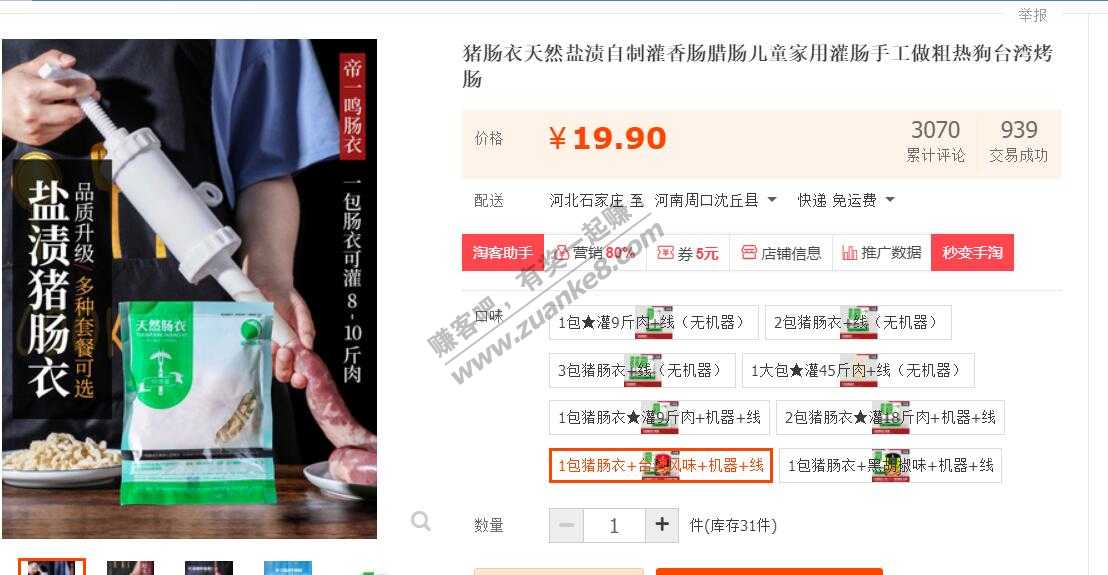 举报
猪肠衣天然盐渍自制灌香肠腊肠儿童家用灌肠手工做粗热狗台湾烤
肠
价格
￥19.90
3070
累计评论
939
交易成功
配送
河北石家庄 至 河南周口沈丘县
快递 免运费
淘客助手
营销80%
券5元
店铺信息
推广数据
秒变手淘
口味
1包★灌9斤肉+线（无机器）
2包猪肠衣+线（无机器）
3包猪肠衣+线（无机器）
1大包★灌45斤肉+线（无机器）
1包猪肠衣★灌9斤肉+机器+线
2包猪肠衣★灌18斤肉+机器+线
1包猪肠衣+台湾风味+机器+线
1包猪肠衣+黑胡椒味+机器+线
数量
1
件(库存31件)
帝一鸣肠衣
一包肠衣可灌8-10斤肉
品质升级/多种套餐可选
盐渍猪肠衣
天然肠衣
赚客吧，有奖一起赚
www.zuanke8.com